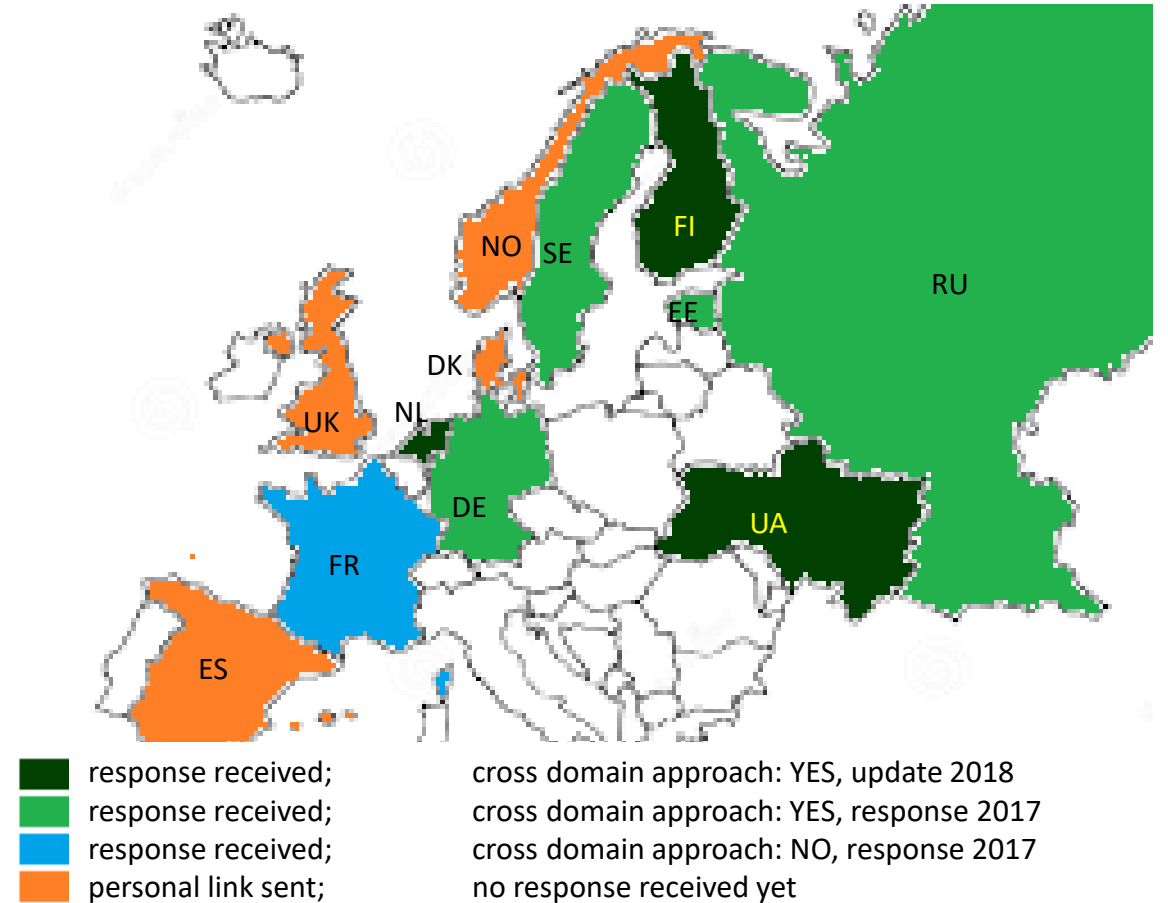 FI
NO
SE
RU
EE
DK
NL
UK
DE
UA
FR
ES
response received; cross domain approach: YES, update 2018
response received; cross domain approach: YES, response 2017
response received; cross domain approach: NO, response 2017
personal link sent; no response received yet